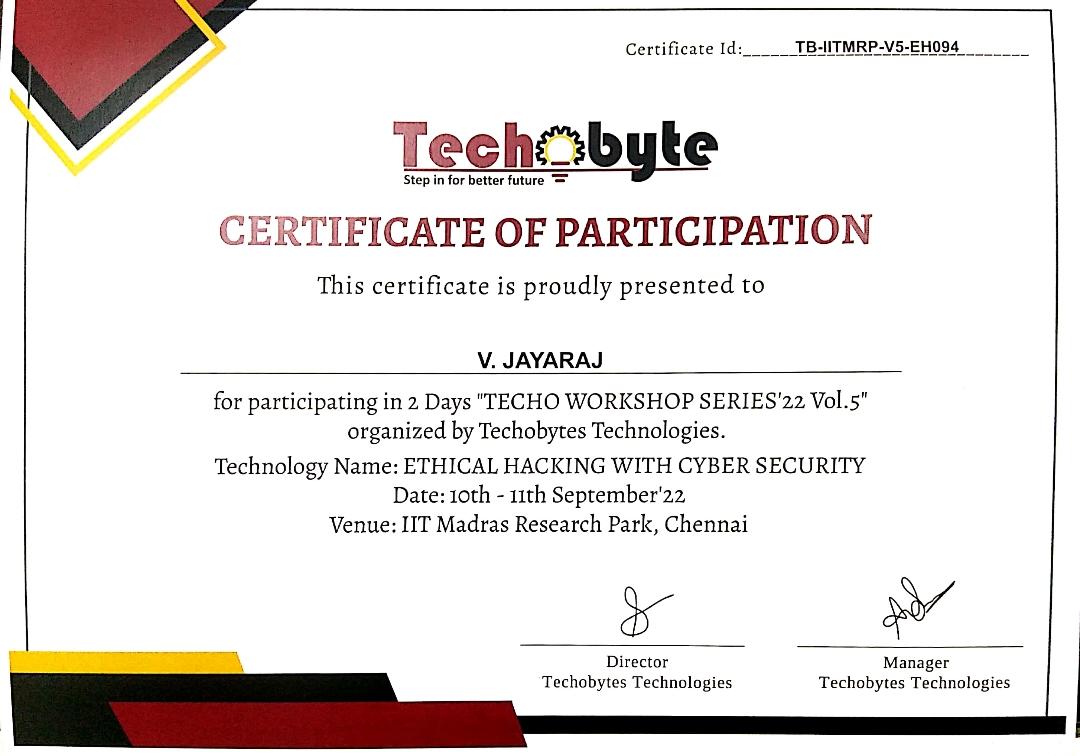 Certificate Id:______TB-IITMRP-V5-EH094________
Techobyte
Step in for better future
CERTIFICATE OF PARTICIPATION
This certificate is proudly presented to
V. JAYARAJ
for participating in 2 Days "TECHO WORKSHOP SERIES'22 Vol.5"
organized by Techobytes Technologies.
Technology Name: ETHICAL HACKING WITH CYBER SECURITY
Date: 10th - 11th September'22
Venue: IIT Madras Research Park, Chennai
Director
Techobytes Technologies
Manager
Techobytes Technologies